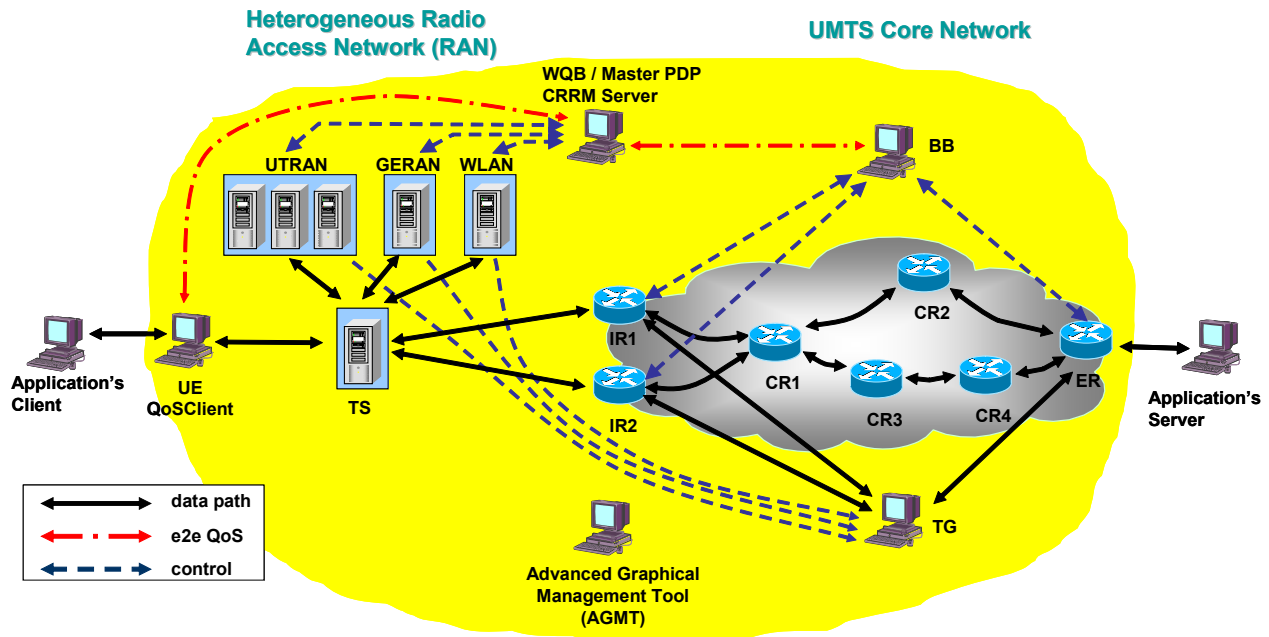 Heterogeneous Radio
Access Network (RAN)
UMTS Core Network
WQB / Master PDP
CRRM Server
BB
UTRAN
GERAN
WLAN
CR2
IR1
CR1
ER
Application's
Client
UE
QoSClient
TS
IR2
CR3
CR4
Application's
Server
TG
data path
e2e QoS
control
Advanced Graphical
Management Tool
(AGMT)